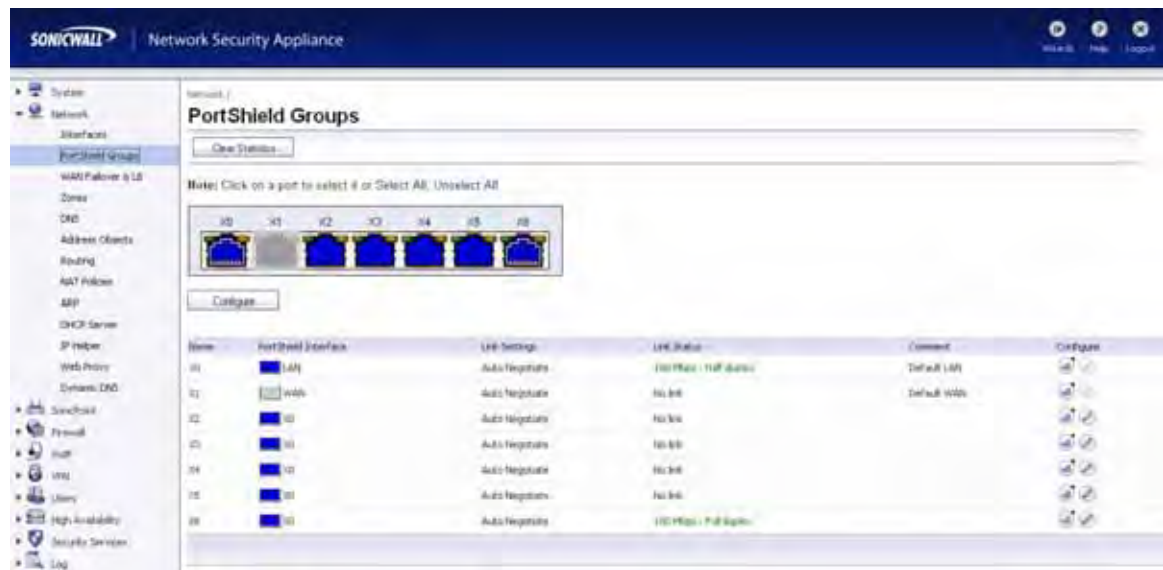 SONICWALL Network Security Appliance
Wizards Help Logout
System
Network
Interfaces
PortShield Groups
WAN Failover & LB
Zones
DNS
Address Objects
Routing
NAT Policies
ARP
DHCP Server
IP Helper
Web Proxy
Dynamic DNS
SonicPoint
Firewall
VoIP
VPN
Users
High Availability
Security Services
Log
Network /
PortShield Groups
Clear Statistics
Note: Click on a port to select it or Select All, Unselect All
X0 X1 X2 X3 X4 X5 X6
Configure
Name PortShield Interface Link Settings Link Status Comment Configure
X0 LAN Auto Negotiate 100 Mbps - Half duplex Default LAN
X1 WAN Auto Negotiate No link Default WAN
X2 X0 Auto Negotiate No link
X3 X0 Auto Negotiate No link
X4 X0 Auto Negotiate No link
X5 X0 Auto Negotiate No link
X6 X0 Auto Negotiate 100 Mbps - Full duplex